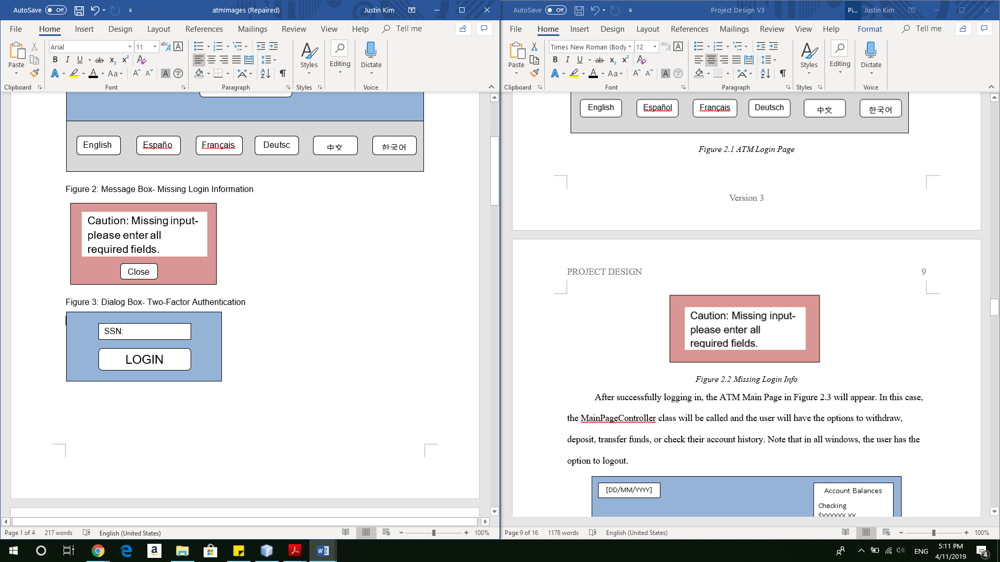 AutoSave Off atmImages (Repaired) Justin Kim
File Home Insert Design Layout References Mailings Review View Help Tell me
Paste
Arial 11
Styles
Editing
Dictate
Clipboard Font Paragraph Styles Voice
English Españo Français Deutsc 中文 한국어
Figure 2: Message Box- Missing Login Information
Caution: Missing input-
please enter all
required fields.
Close
Figure 3: Dialog Box- Two-Factor Authentication
SSN:
LOGIN
Page 1 of 4 217 words English (United States) 100%
AutoSave Off Project Design V3 Pi... Justin Kim
File Home Insert Design Layout References Mailings Review View Help Format Tell me
Paste
Times New Roman (Body 12
Styles
Editing
Dictate
Clipboard Font Paragraph Styles Voice
English Español Français Deutsch 中文 한국어
Figure 2.1 ATM Login Page
Version 3
PROJECT DESIGN 9
Caution: Missing input-
please enter all
required fields.
Figure 2.2 Missing Login Info
After successfully logging in, the ATM Main Page in Figure 2.3 will appear. In this case,
the MainPageController class will be called and the user will have the options to withdraw,
deposit, transfer funds, or check their account history. Note that in all windows, the user has the
option to logout.
[DD/MM/YYYY]
Account Balances
Checking
Page 9 of 16 1178 words English (United States) 100%
ENG
5:11 PM
4/11/2019
4